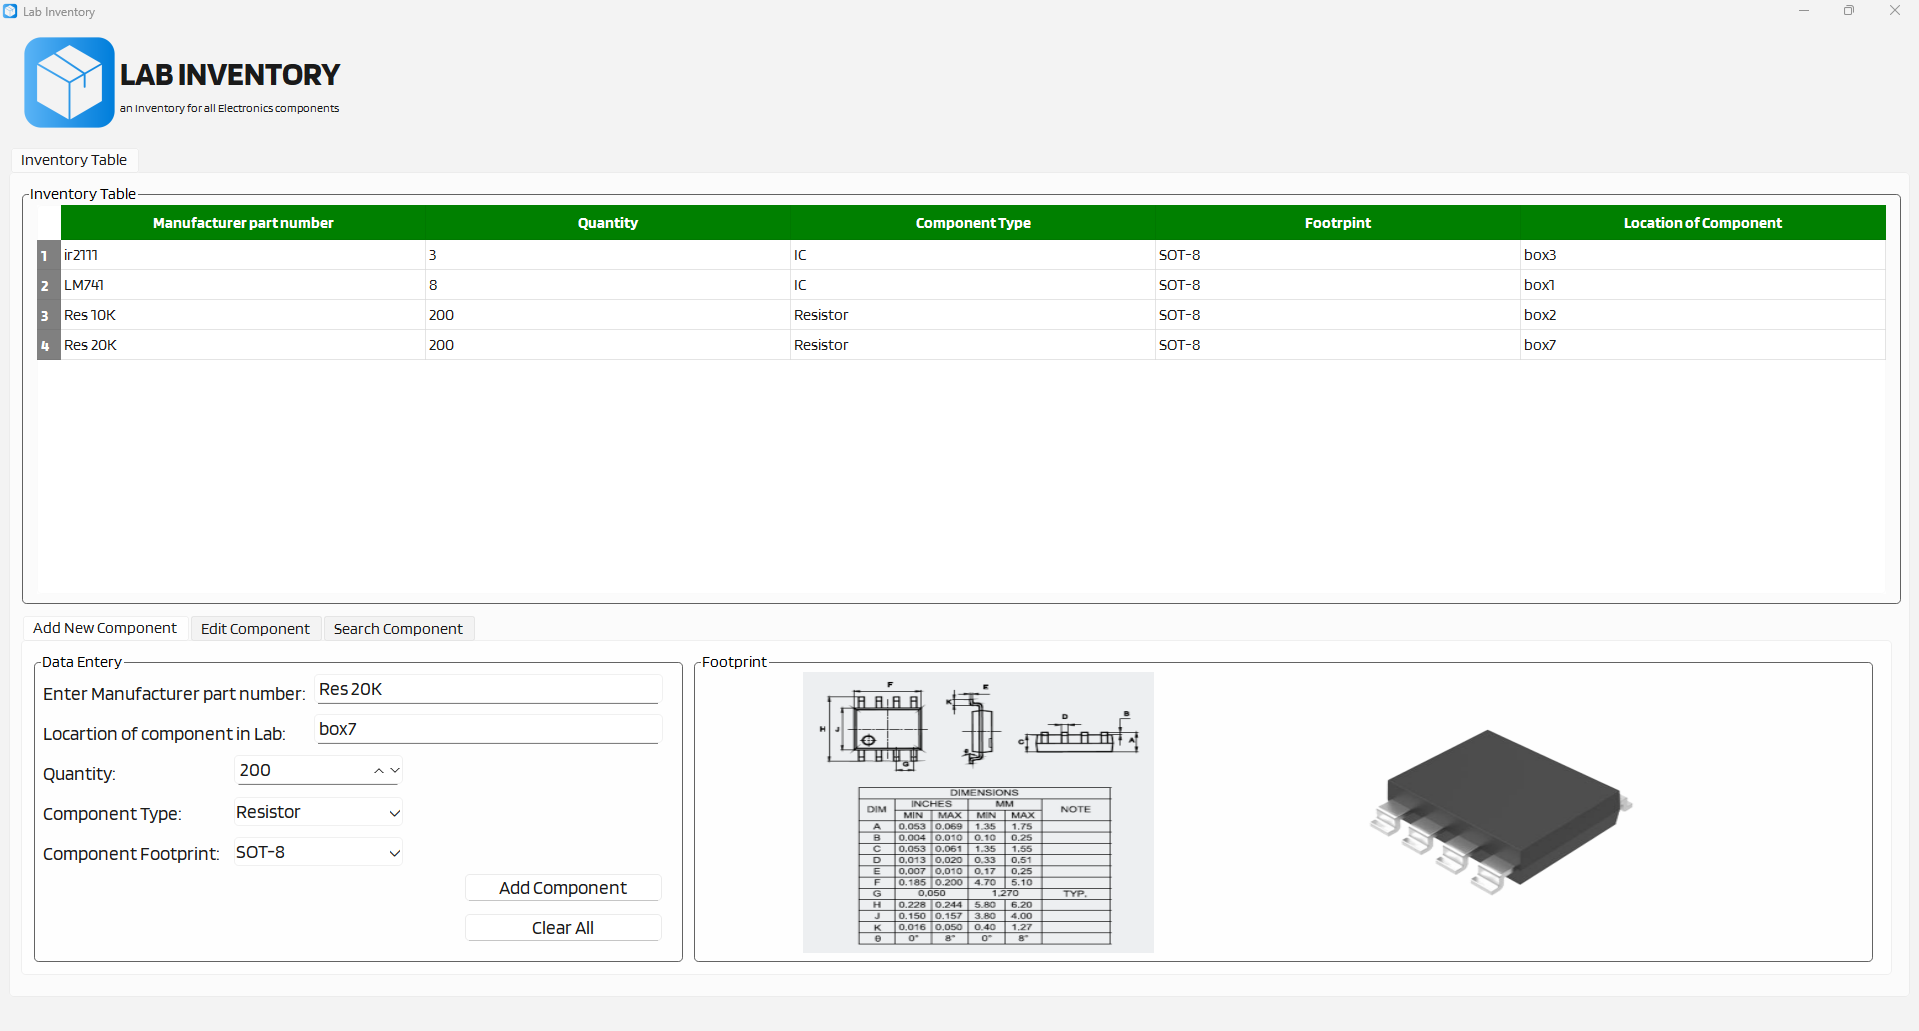 Lab Inventory
LAB INVENTORY
an Inventory for all Electronics components
Inventory Table
Inventory Table
Manufacturer part number Quantity Component Type Footrpint Location of Component
1 ir2111 3 IC SOT-8 box3
2 LM741 8 IC SOT-8 box1
3 Res 10K 200 Resistor SOT-8 box2
4 Res 20K 200 Resistor SOT-8 box7
Add New Component Edit Component Search Component
Data Entery
Enter Manufacturer part number: Res 20K
Locartion of component in Lab: box7
Quantity: 200
Component Type: Resistor
Component Footprint: SOT-8
Add Component
Clear All
Footprint
F E
K
D B
H J C A
G
DIMENSIONS
DIM INCHES MM NOTE
MIN MAX MIN MAX
A 0.053 0.069 1.35 1.75
B 0.004 0.010 0.10 0.25
C 0.053 0.061 1.35 1.55
D 0.013 0.020 0.33 0.51
E 0.007 0.010 0.17 0.25
F 0.185 0.200 4.70 5.10
G 0.050 1.270 TYP.
H 0.228 0.244 5.80 6.20
J 0.150 0.157 3.80 4.00
K 0.016 0.050 0.40 1.27
θ 0° 8° 0° 8°